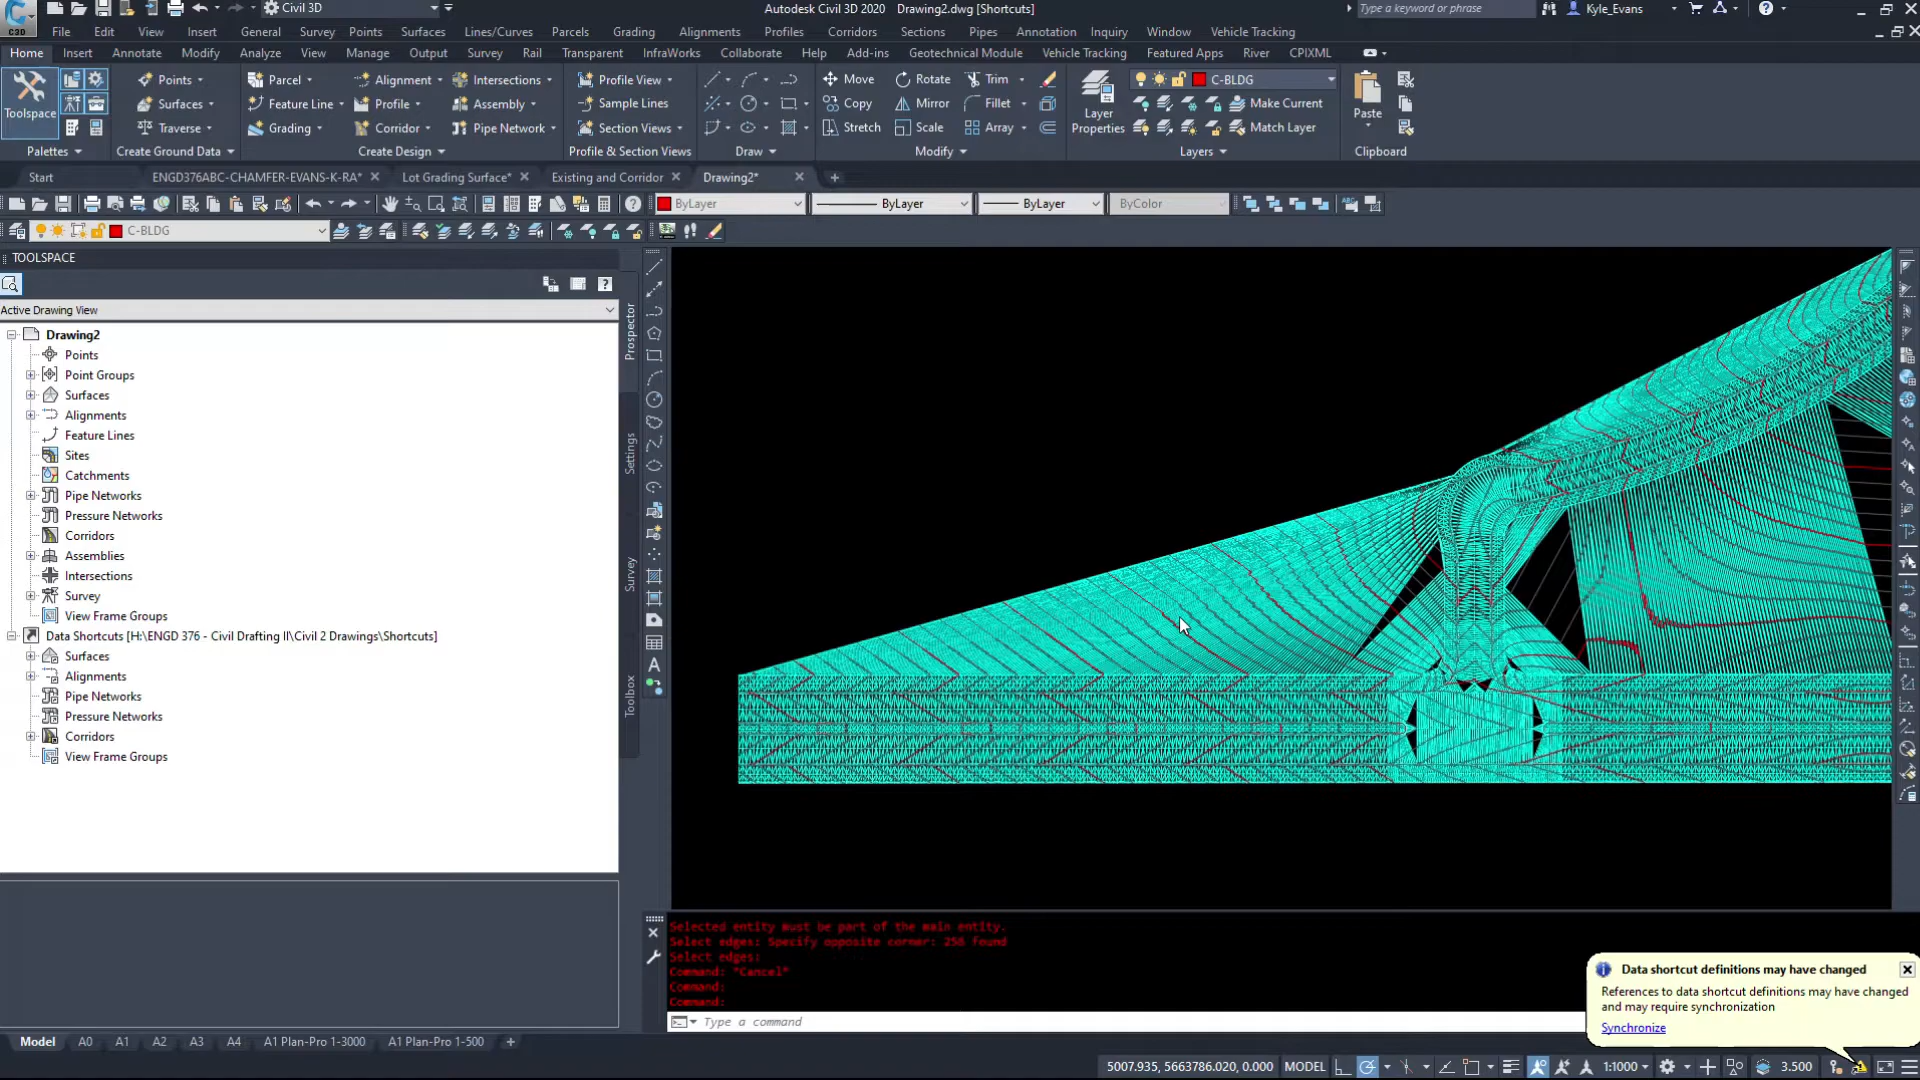 Civil 3D
Autodesk Civil 3D 2020 Drawing2.dwg [Shortcuts]
Type a keyword or phrase
Kyle_Evans
C3D
File Edit View Insert General Survey Points Surfaces Lines/Curves Parcels Grading Alignments Profiles Corridors Sections Pipes Annotation Inquiry Window Vehicle Tracking
Home Insert Annotate Modify Analyze View Manage Output Survey Rail Transparent InfraWorks Collaborate Help Add-ins Geotechnical Module Vehicle Tracking Featured Apps River CPIXML
Points Parcel Alignment Intersections Profile View Move Rotate Trim C-BLDG
Toolspace Surfaces Feature Line Profile Assembly Sample Lines Copy Mirror Fillet Layer Properties Make Current Paste
Traverse Grading Corridor Pipe Network Section Views Stretch Scale Array Match Layer
Palettes Create Ground Data Create Design Profile & Section Views Draw Modify Layers Clipboard
Start ENGD376ABC-CHAMFER-EVANS-K-RA* Lot Grading Surface* Existing and Corridor Drawing2*
ByLayer ByLayer ByLayer ByColor
C-BLDG
TOOLSPACE
Active Drawing View
Drawing2
Points
Point Groups
Surfaces
Alignments
Feature Lines
Sites
Catchments
Pipe Networks
Pressure Networks
Corridors
Assemblies
Intersections
Survey
View Frame Groups
Data Shortcuts [H:\ENGD 376 - Civil Drafting II\Civil 2 Drawings\Shortcuts]
Surfaces
Alignments
Pipe Networks
Pressure Networks
Corridors
View Frame Groups
Prospector
Settings
Survey
Toolbox
Selected entity must be part of the main entity.
Select edges: Specify opposite corner: 258 found
Select edges:
Command: *Cancel*
Command:
Command:
Type a command
Data shortcut definitions may have changed
References to data shortcut definitions may have changed
and may require synchronization
Synchronize
Model A0 A1 A2 A3 A4 A1 Plan-Pro 1-3000 A1 Plan-Pro 1-500
5007.935, 5663786.020, 0.000 MODEL 1:1000 3.500